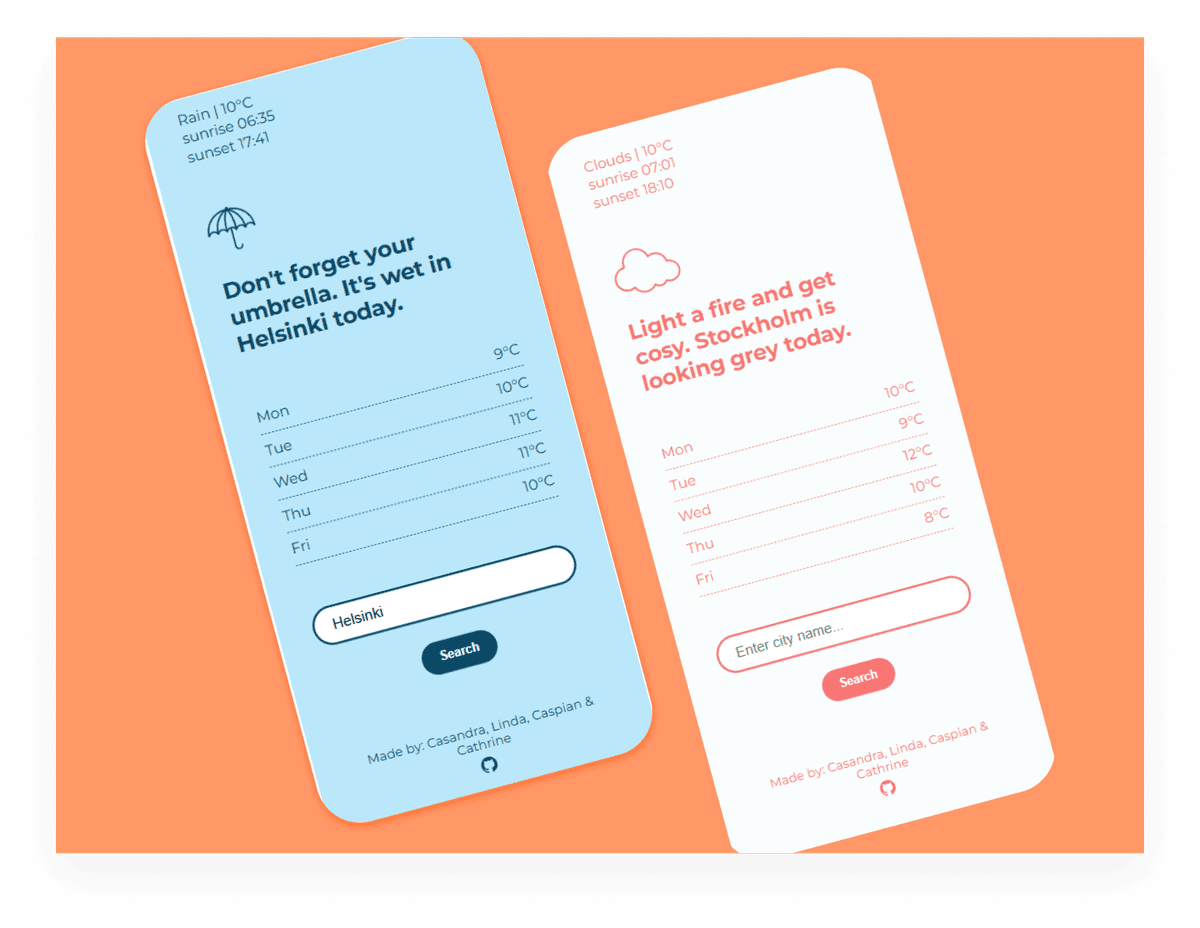 Rain | 10°C
sunrise 06:35
sunset 17:41
Don't forget your
umbrella. It's wet in
Helsinki today.
Mon 9°C
Tue 10°C
Wed 11°C
Thu 11°C
Fri 10°C
Helsinki
Search
Made by: Casandra, Linda, Caspian &
Cathrine
Clouds | 10°C
sunrise 07:01
sunset 18:10
Light a fire and get
cosy. Stockholm is
looking grey today.
Mon 10°C
Tue 9°C
Wed 12°C
Thu 10°C
Fri 8°C
Enter city name...
Search
Made by: Casandra, Linda, Caspian &
Cathrine